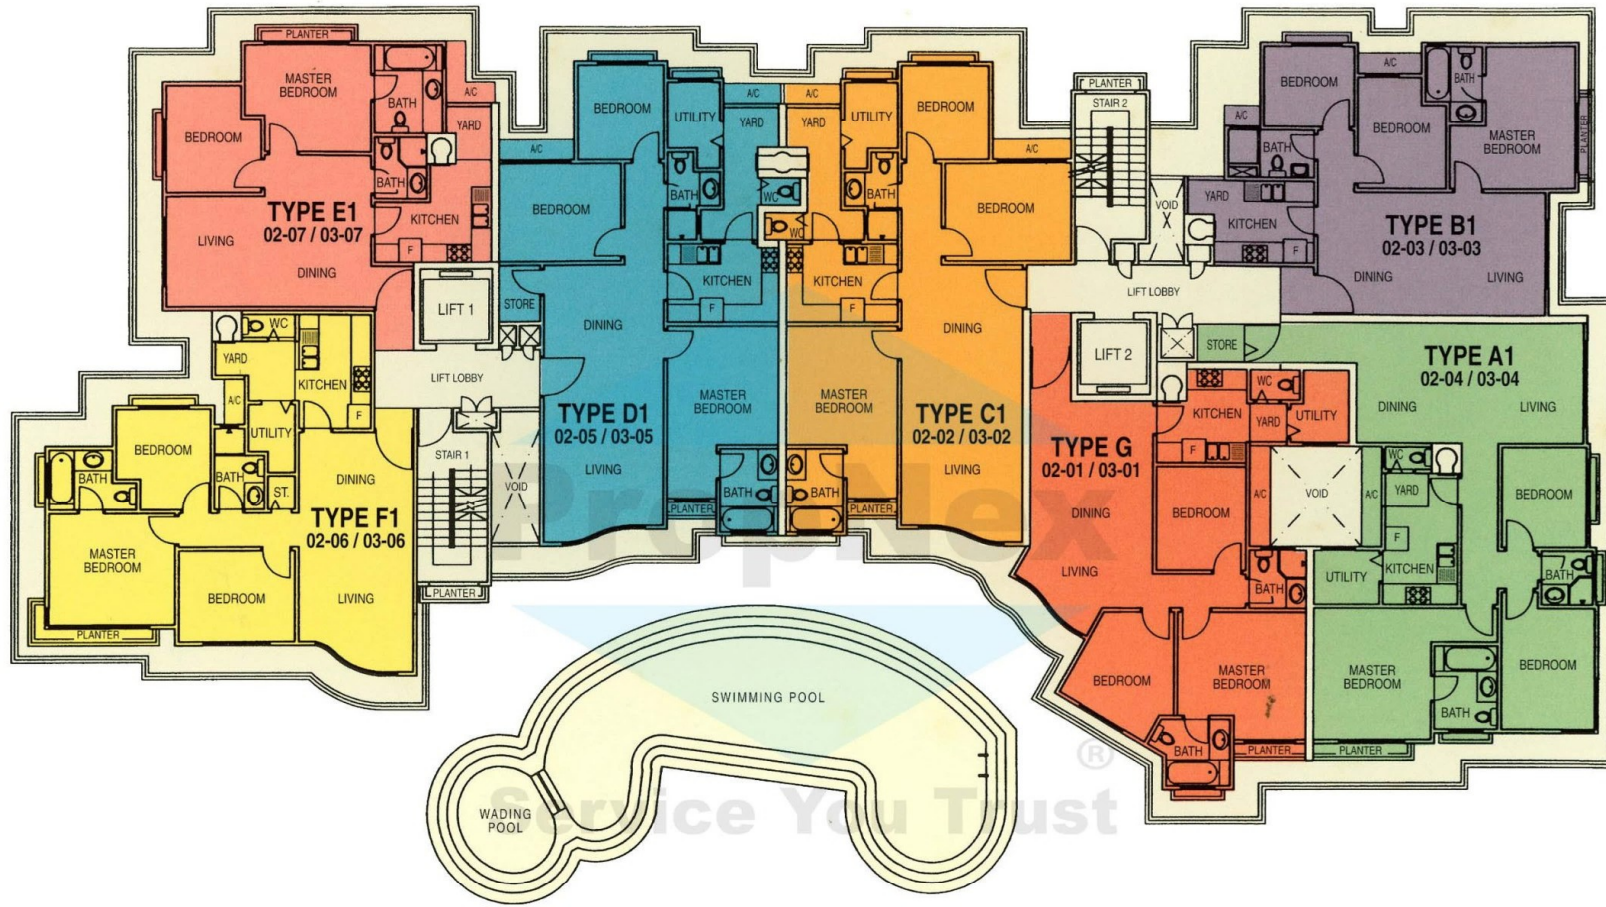 PLANTER
MASTER
BEDROOM
BATH
A/C
BEDROOM
YARD
BATH
TYPE E1
02-07 / 03-07
KITCHEN
LIVING
F
DINING
LIFT 1
WC
YARD
KITCHEN
LIFT LOBBY
A/C
F
UTILITY
BEDROOM
STAIR 1
BATH
BATH
DINING
ST.
TYPE F1
02-06 / 03-06
MASTER
BEDROOM
BEDROOM
LIVING
PLANTER
PLANTER
VOID
BEDROOM
A/C
UTILITY
YARD
A/C
BATH
WC
BEDROOM
KITCHEN
STORE
F
DINING
MASTER
BEDROOM
TYPE D1
02-05 / 03-05
LIVING
BATH
PLANTER
A/C
YARD
UTILITY
BEDROOM
A/C
BATH
WC
BEDROOM
KITCHEN
F
DINING
MASTER
BEDROOM
TYPE C1
02-02 / 03-02
LIVING
BATH
PLANTER
PLANTER
STAIR 2
VOID
LIFT LOBBY
LIFT 2
BEDROOM
A/C
BATH
A/C
BEDROOM
MASTER
BEDROOM
PLANTER
BATH
YARD
KITCHEN
F
TYPE B1
02-03 / 03-03
DINING
LIVING
STORE
TYPE A1
02-04 / 03-04
DINING
LIVING
WC
YARD
A/C
BEDROOM
F
KITCHEN
UTILITY
BATH
MASTER
BEDROOM
BEDROOM
BATH
PLANTER
WC
KITCHEN
YARD
UTILITY
F
TYPE G
02-01 / 03-01
A/C
VOID
DINING
BEDROOM
LIVING
BATH
BEDROOM
MASTER
BEDROOM
BATH
PLANTER
SWIMMING POOL
WADING
POOL
PropNex
®
Service You Trust